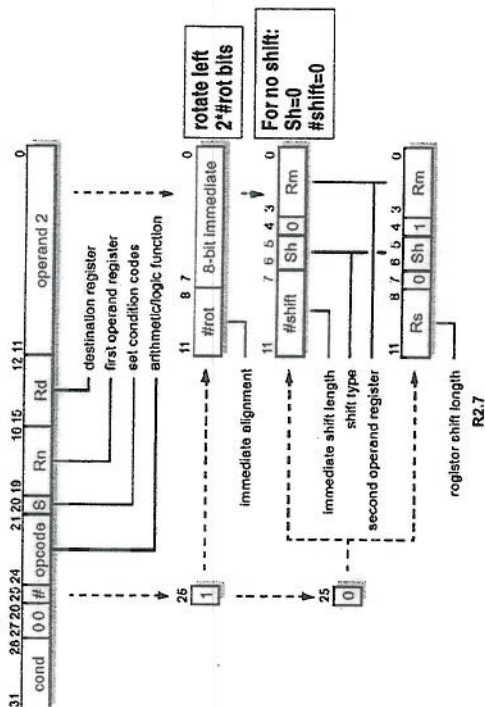 31 28 27 26 25 24 21 20 19 16 15 12 11 0
cond 0 0 # opcode S Rn Rd operand 2
destination register
first operand register
set condition codes
arithmetic/logic function
25
1
11 8 7 0
#rot 8-bit immediate
rotate left
2*#rot bits
immediate alignment
25
0
11 7 6 5 4 3 0
#shift Sh 0 Rm
For no shift:
Sh=0
#shift=0
immediate shift length
shift type
second operand register
11 8 7 6 5 4 3 0
Rs 0 Sh 1 Rm
register shift length
R2.7